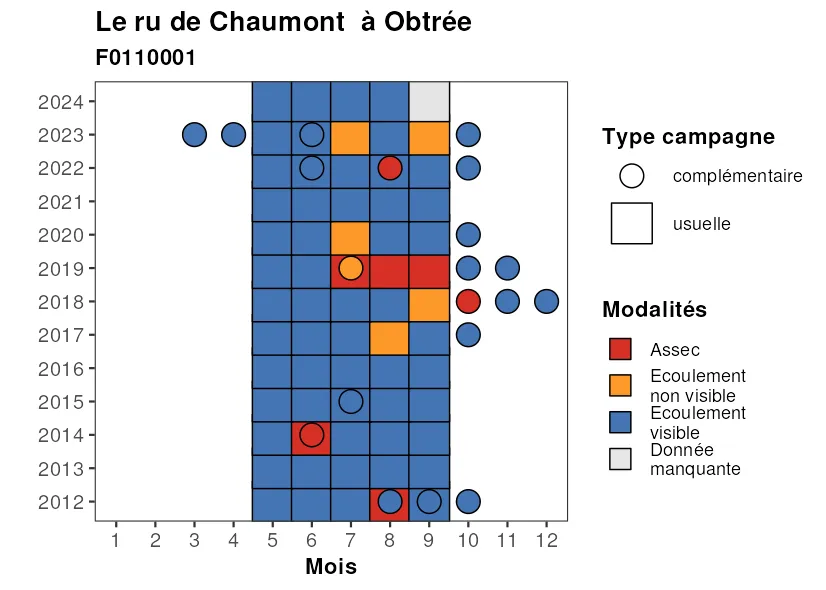 Le ru de Chaumont  à Obtrée
F0110001
2024
2023
2022
2021
2020
2019
2018
2017
2016
2015
2014
2013
2012
1 2 3 4 5 6 7 8 9 10 11 12
Mois
Type campagne
complémentaire
usuelle
Modalités
Assec
Ecoulement
non visible
Ecoulement
visible
Donnée
manquante